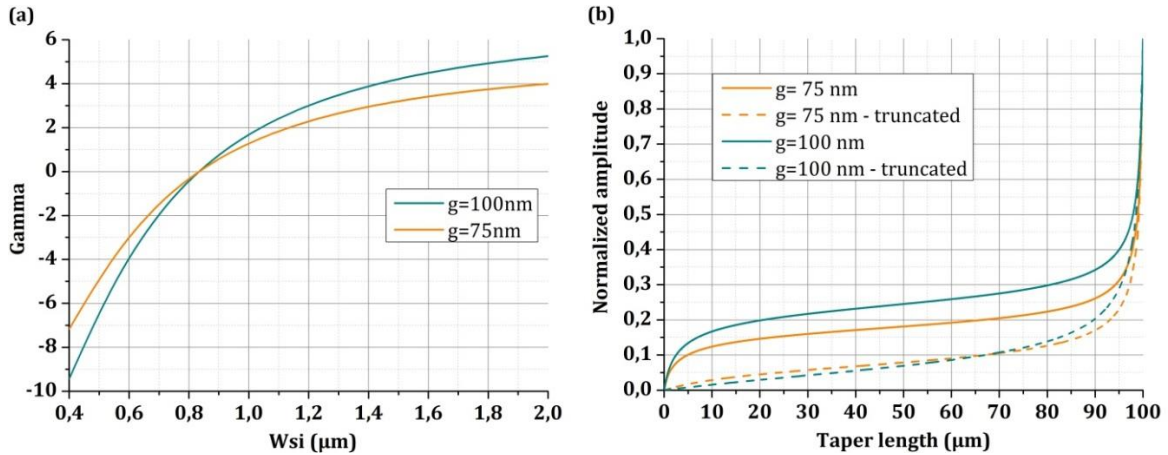 (a)
6
4
2
0
-2
-4
-6
-8
-10
Gamma
g=100nm
g=75nm
0,4 0,6 0,8 1,0 1,2 1,4 1,6 1,8 2,0
Wsi (µm)
(b)
1,0
0,9
0,8
0,7
0,6
0,5
0,4
0,3
0,2
0,1
0,0
Normalized amplitude
g= 75 nm
g= 75 nm - truncated
g=100 nm
g=100 nm - truncated
0 10 20 30 40 50 60 70 80 90 100
Taper length (µm)